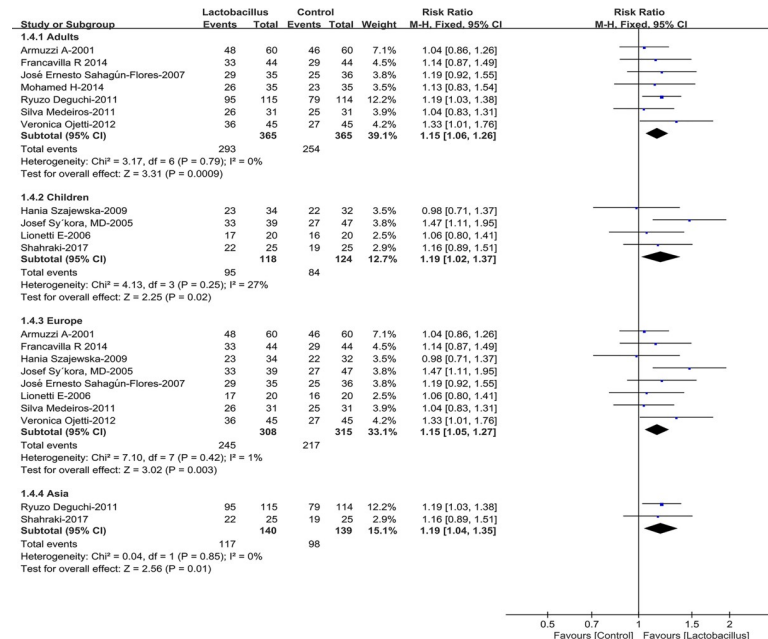 Lactobacillus Control Risk Ratio Risk Ratio
Study or Subgroup Events Total Events Total Weight M-H, Fixed, 95% CI M-H, Fixed, 95% CI
1.4.1 Adults
Armuzzi A-2001 48 60 46 60 7.1% 1.04 [0.86, 1.26]
Francavilla R 2014 33 44 29 44 4.5% 1.14 [0.87, 1.49]
José Ernesto Sahagún-Flores-2007 29 35 25 36 3.8% 1.19 [0.92, 1.55]
Mohamed H-2014 26 35 23 35 3.5% 1.13 [0.83, 1.54]
Ryuzo Deguchi-2011 95 115 79 114 12.2% 1.19 [1.03, 1.38]
Silva Medeiros-2011 26 31 25 31 3.8% 1.04 [0.83, 1.31]
Veronica Ojetti-2012 36 45 27 45 4.2% 1.33 [1.01, 1.76]
Subtotal (95% CI) 365 365 39.1% 1.15 [1.06, 1.26]
Total events 293 254
Heterogeneity: Chi² = 3.17, df = 6 (P = 0.79); I² = 0%
Test for overall effect: Z = 3.31 (P = 0.0009)
1.4.2 Children
Hania Szajewska-2009 23 34 22 32 3.5% 0.98 [0.71, 1.37]
Josef Sy´kora, MD-2005 33 39 27 47 3.8% 1.47 [1.11, 1.95]
Lionetti E-2006 17 20 16 20 2.5% 1.06 [0.80, 1.41]
Shahraki-2017 22 25 19 25 2.9% 1.16 [0.89, 1.51]
Subtotal (95% CI) 118 124 12.7% 1.19 [1.02, 1.37]
Total events 95 84
Heterogeneity: Chi² = 4.13, df = 3 (P = 0.25); I² = 27%
Test for overall effect: Z = 2.25 (P = 0.02)
1.4.3 Europe
Armuzzi A-2001 48 60 46 60 7.1% 1.04 [0.86, 1.26]
Francavilla R 2014 33 44 29 44 4.5% 1.14 [0.87, 1.49]
Hania Szajewska-2009 23 34 22 32 3.5% 0.98 [0.71, 1.37]
Josef Sy´kora, MD-2005 33 39 27 47 3.8% 1.47 [1.11, 1.95]
José Ernesto Sahagún-Flores-2007 29 35 25 36 3.8% 1.19 [0.92, 1.55]
Lionetti E-2006 17 20 16 20 2.5% 1.06 [0.80, 1.41]
Silva Medeiros-2011 26 31 25 31 3.8% 1.04 [0.83, 1.31]
Veronica Ojetti-2012 36 45 27 45 4.2% 1.33 [1.01, 1.76]
Subtotal (95% CI) 308 315 33.1% 1.15 [1.05, 1.27]
Total events 245 217
Heterogeneity: Chi² = 7.10, df = 7 (P = 0.42); I² = 1%
Test for overall effect: Z = 3.02 (P = 0.003)
1.4.4 Asia
Ryuzo Deguchi-2011 95 115 79 114 12.2% 1.19 [1.03, 1.38]
Shahraki-2017 22 25 19 25 2.9% 1.16 [0.89, 1.51]
Subtotal (95% CI) 140 139 15.1% 1.19 [1.04, 1.35]
Total events 117 98
Heterogeneity: Chi² = 0.04, df = 1 (P = 0.85); I² = 0%
Test for overall effect: Z = 2.56 (P = 0.01)
0.5 0.7 1 1.5 2
Favours [Control] Favours [Lactobacillus]